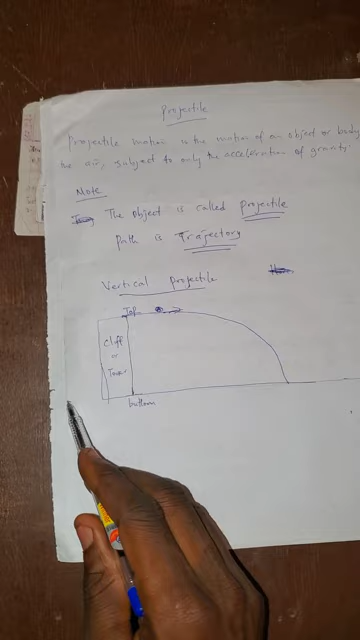 Projectile
Projectile motion is the motion of an object or body
the air, subject to only the acceleration of gravity.
Note
The object is called projectile
Path is Trajectory
Vertical projectile
Top
Cliff
or
Tower
buttom